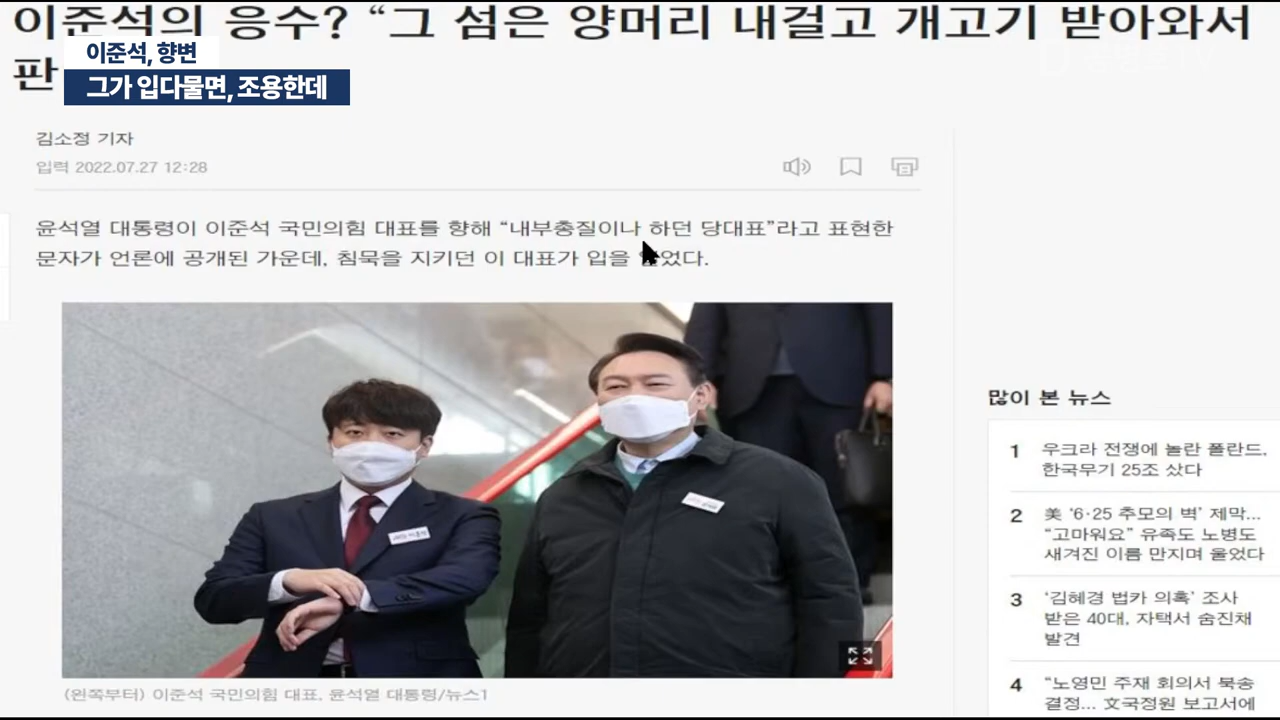 이준석의 응수? “그 섬은 양머리 내걸고 개고기 받아와서
판
이준석, 항변
그가 입다물면, 조용한데
김소정 기자
입력 2022.07.27 12:28
윤석열 대통령이 이준석 국민의힘 대표를 향해 “내부총질이나 하던 당대표”라고 표현한
문자가 언론에 공개된 가운데, 침묵을 지키던 이 대표가 입을
(왼쪽부터) 이준석 국민의힘 대표, 윤석열 대통령/뉴스1
많이 본 뉴스
1 우크라 전쟁에 놀란 폴란드,
한국무기 25조 샀다
2 美 ‘6·25 추모의 벽’ 제막...
“고마워요” 유족도 노병도
새겨진 이름 만지며 울었다
3 ‘김혜경 법카 의혹’ 조사
받은 40대, 자택서 숨진채
발견
4 “노영민 주재 회의서 북송
결정... 文국정원 보고서에